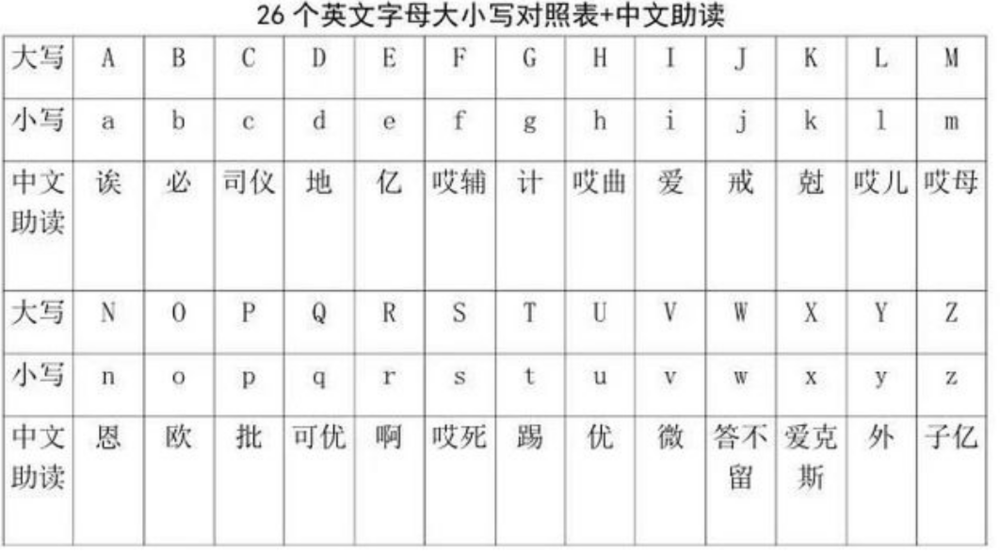 26 个英文字母大小写对照表+中文助读
大写 A B C D E F G H I J K L M
小写 a b c d e f g h i j k l m
中文助读 诶 必 司仪 地 亿 哎辅 计 哎曲 爱 戒 尅 哎儿 哎母
大写 N O P Q R S T U V W X Y Z
小写 n o p q r s t u v w x y z
中文助读 恩 欧 批 可优 啊 哎死 踢 优 微 答不留 爱克斯 外 子亿